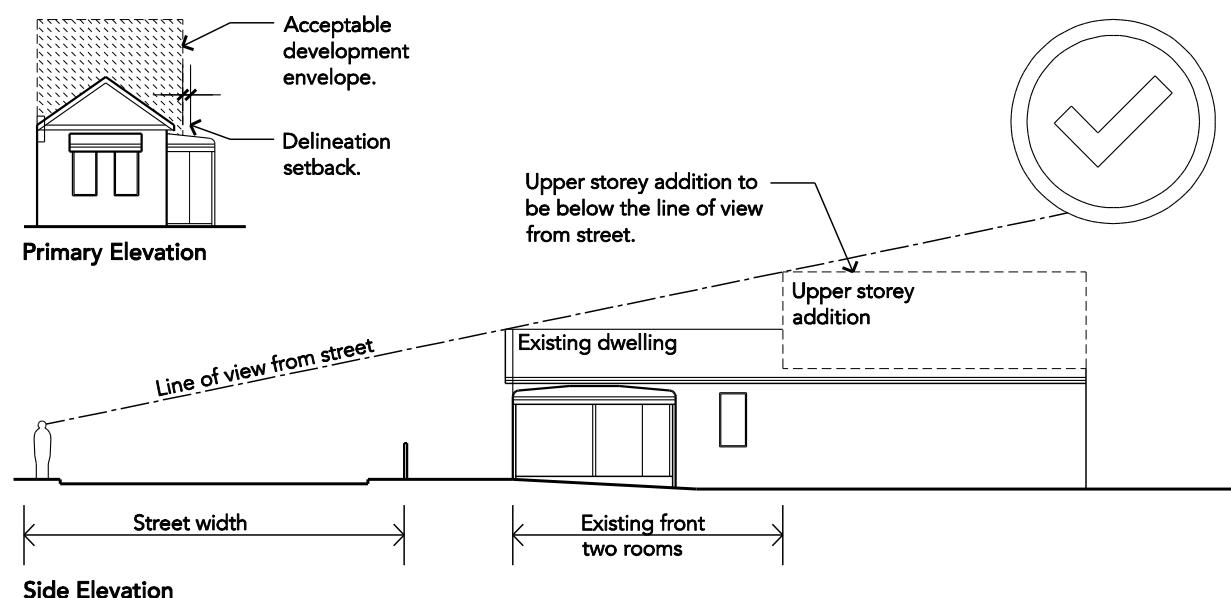 Acceptable
development
envelope.
Delineation
setback.
Primary Elevation
Upper storey addition to
be below the line of view
from street.
Upper storey
addition
Existing dwelling
Line of view from street
Street width
Existing front
two rooms
Side Elevation